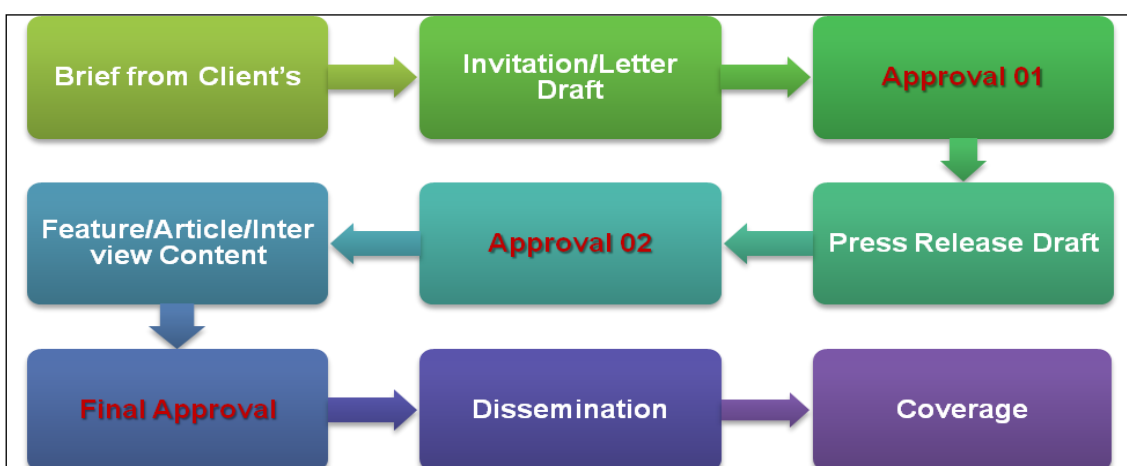 Brief from Client's
Invitation/Letter
Draft
Approval 01
Press Release Draft
Approval 02
Feature/Article/Inter
view Content
Final Approval
Dissemination
Coverage